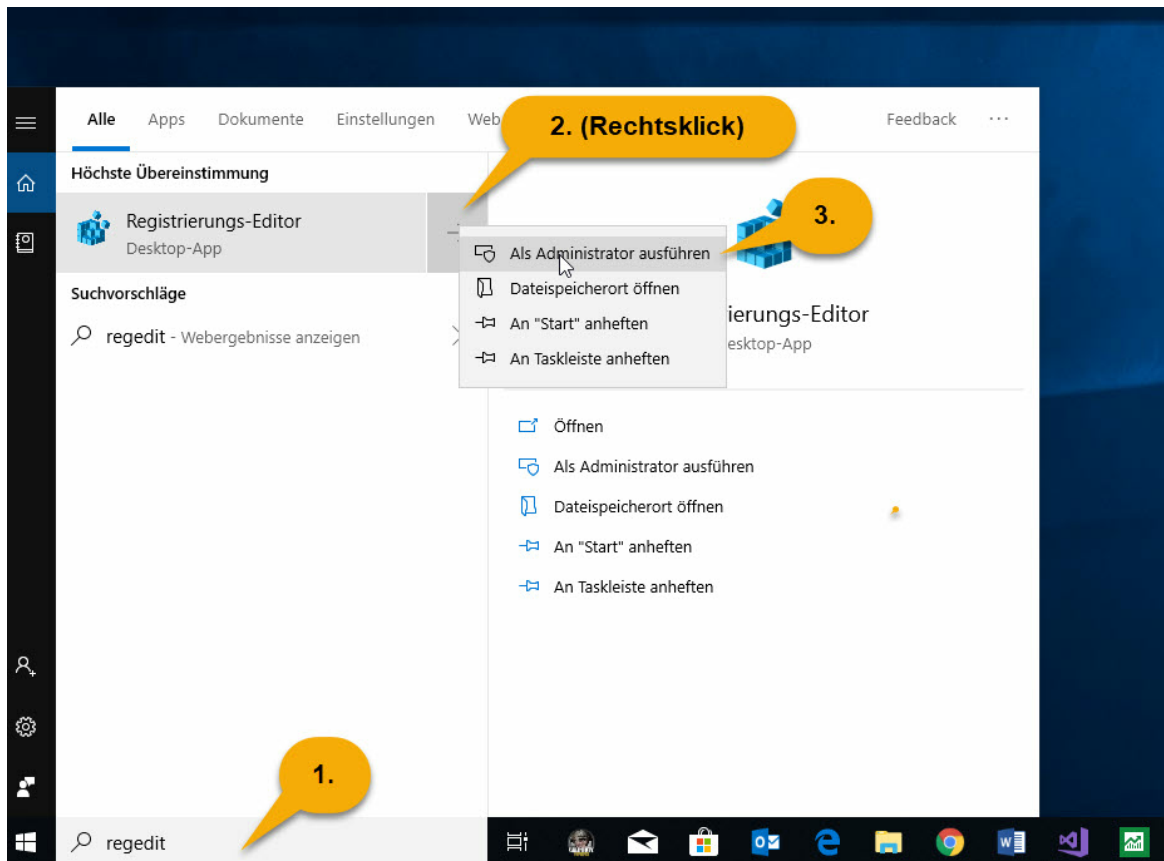 Alle Apps Dokumente Einstellungen Web Feedback ...
2. (Rechtsklick)
Höchste Übereinstimmung
Registrierungs-Editor
Desktop-App
3.
Als Administrator ausführen
Dateispeicherort öffnen
An "Start" anheften
An Taskleiste anheften
Suchvorschläge
regedit - Webergebnisse anzeigen
ierungs-Editor
esktop-App
Öffnen
Als Administrator ausführen
Dateispeicherort öffnen
An "Start" anheften
An Taskleiste anheften
1.
regedit